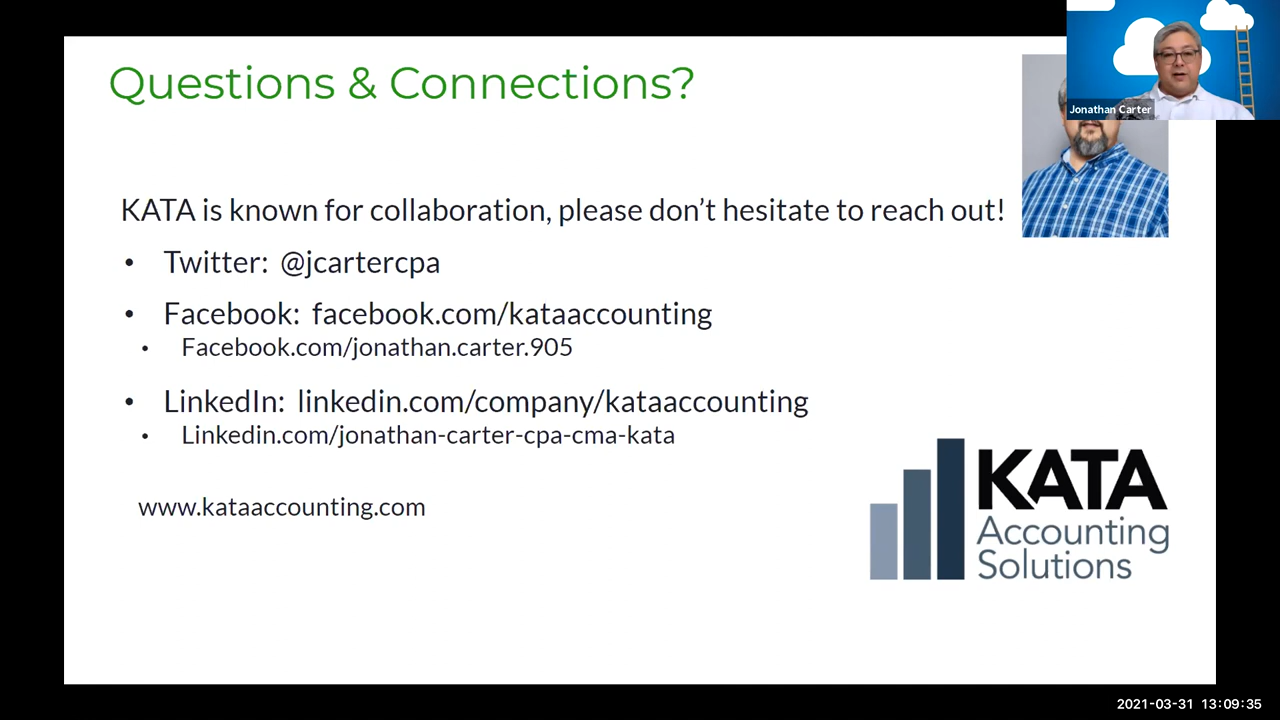 Questions & Connections?
Jonathan Carter
KATA is known for collaboration, please don’t hesitate to reach out!
• Twitter: @jcartercpa
• Facebook: facebook.com/kataaccounting
• Facebook.com/jonathan.carter.905
• LinkedIn: linkedin.com/company/kataaccounting
• Linkedin.com/jonathan-carter-cpa-cma-kata
www.kataaccounting.com
KATA
Accounting
Solutions
2021-03-31 13:09:35